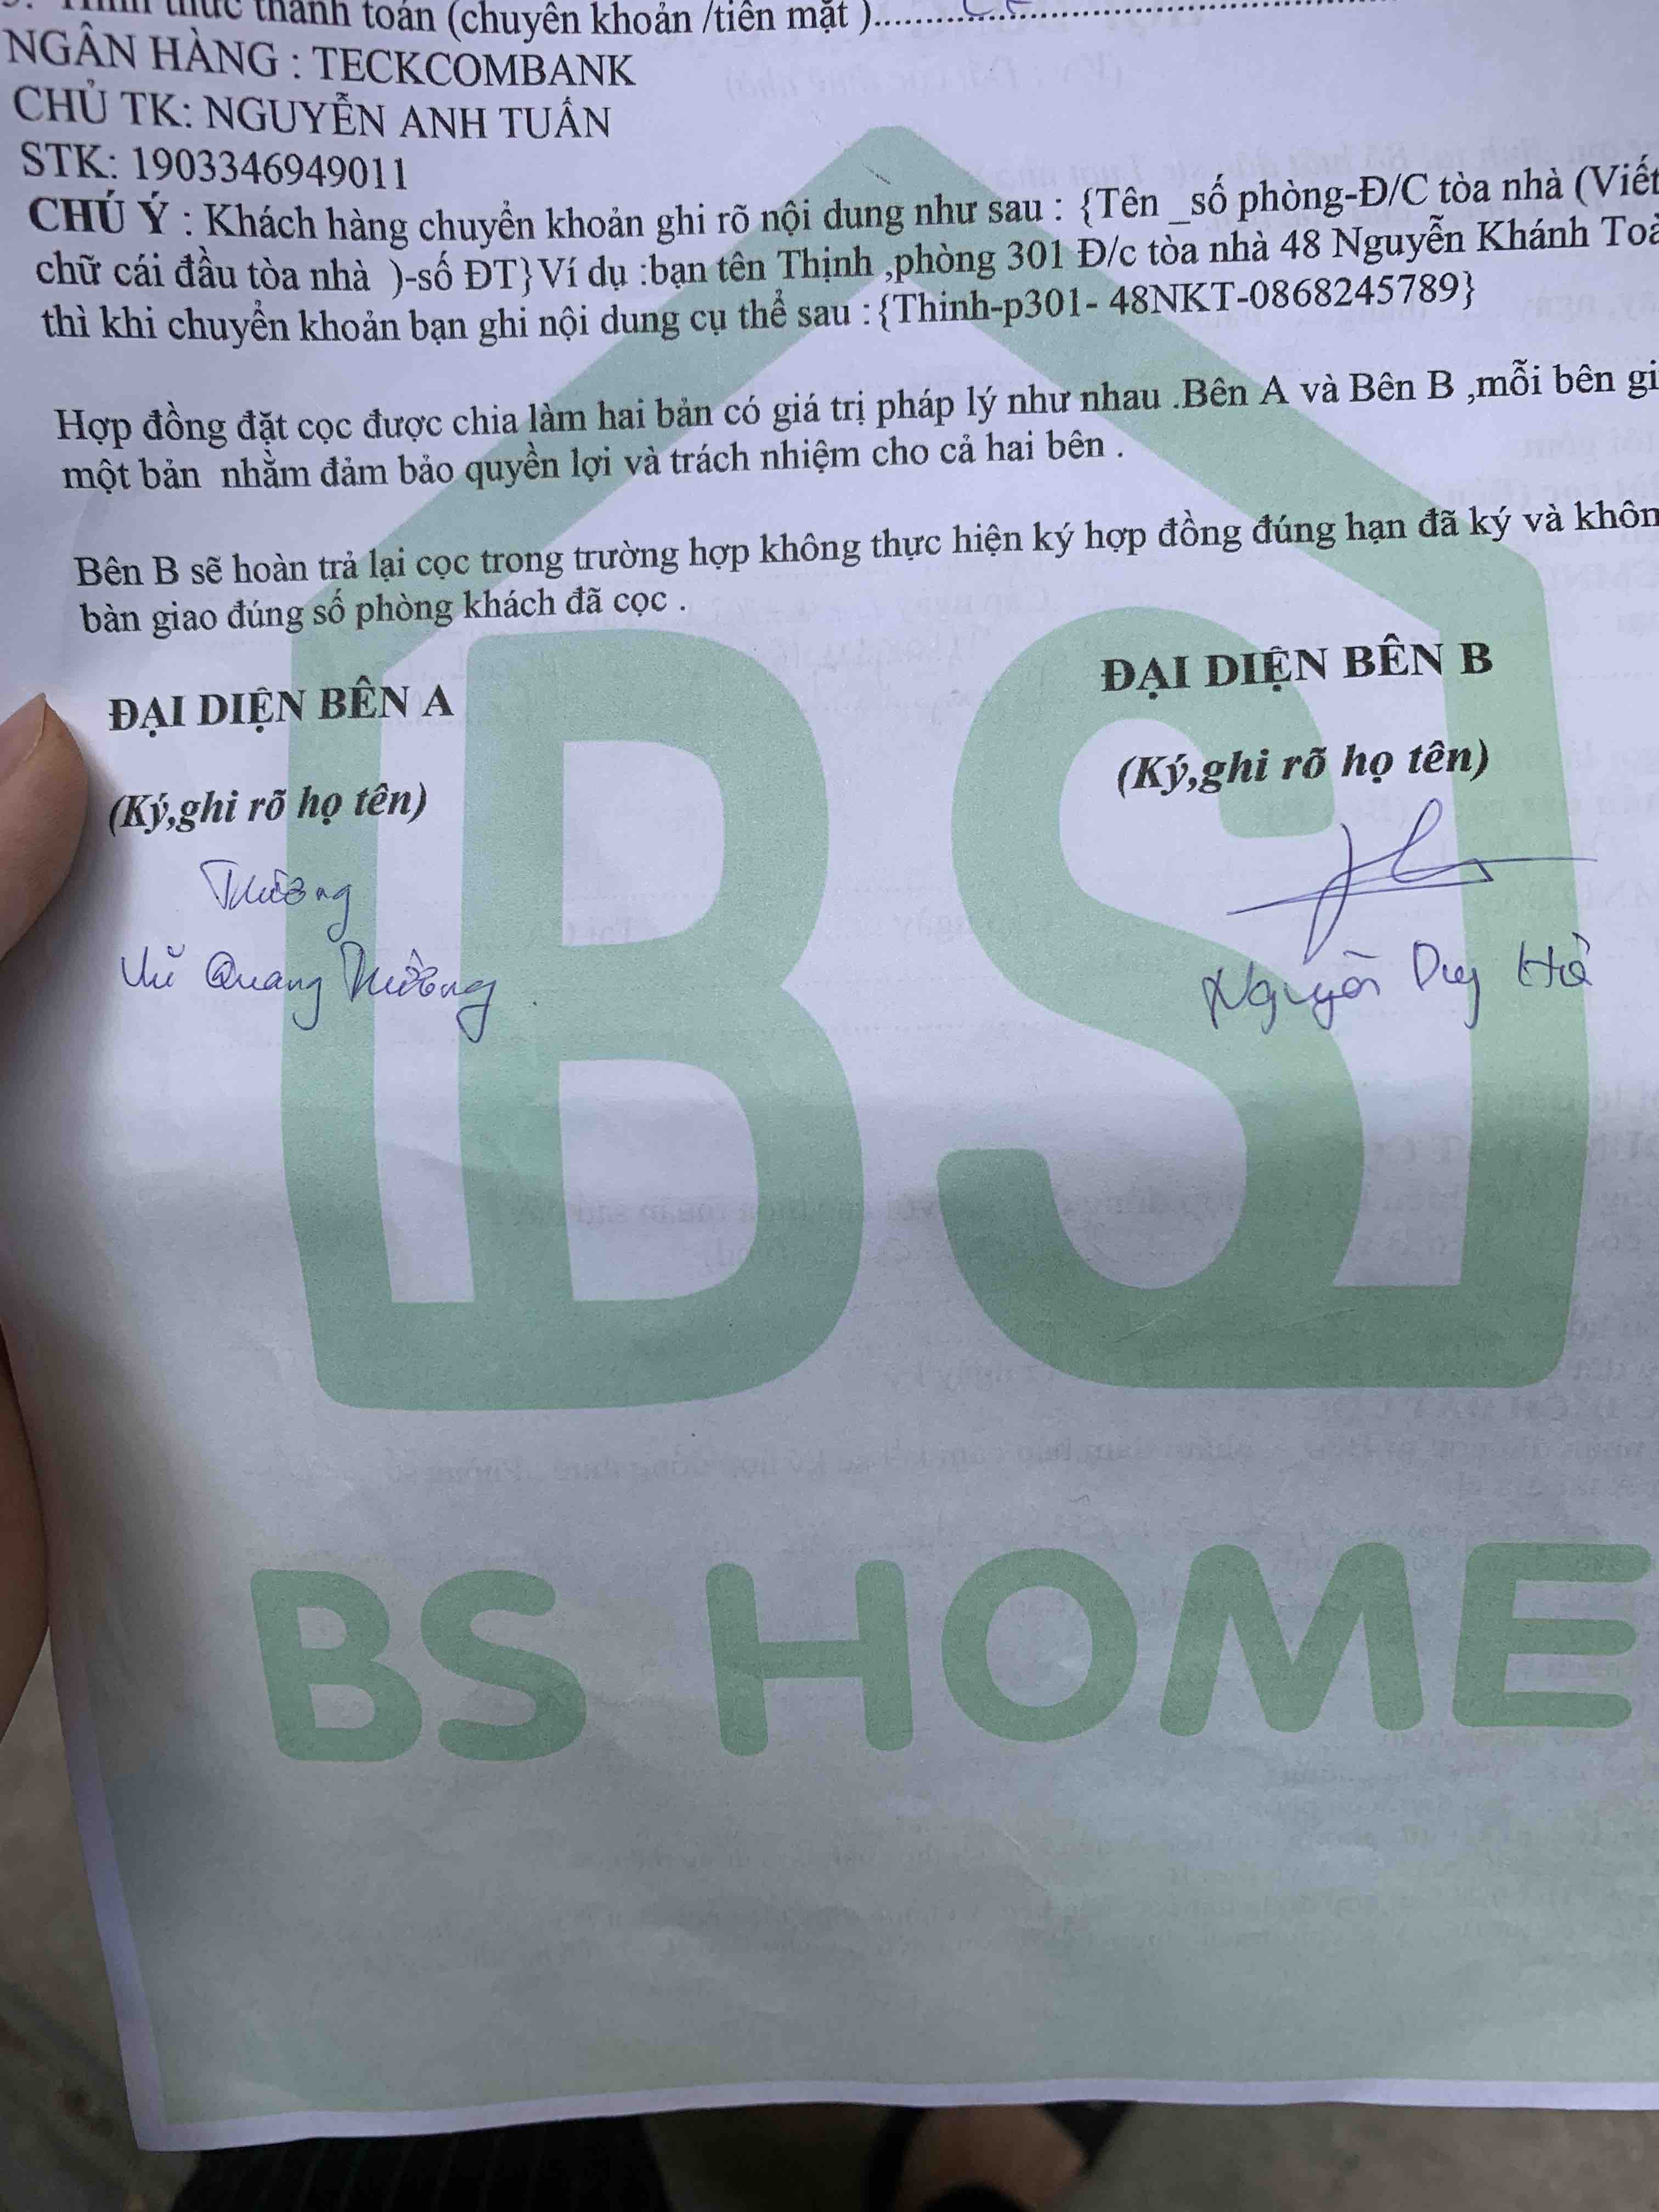 thức thanh toán (chuyên khoản /tiền mặt ).
NGÂN HÀNG : TECKCOMBANK
CHỦ TK: NGUYỄN ANH TUẤN
STK: 1903346949011
CHÚ Ý : Khách hàng chuyển khoản ghi rõ nội dung như sau : {Tên _số phòng-Đ/C tòa nhà (Viết
chữ cái đầu tòa nhà )-số ĐT}Ví dụ :bạn tên Thịnh ,phòng 301 Đ/c tòa nhà 48 Nguyễn Khánh Toà
thì khi chuyển khoản bạn ghi nội dung cụ thể sau :{Thinh-p301- 48NKT-0868245789}
Hợp đồng đặt cọc được chia làm hai bản có giá trị pháp lý như nhau .Bên A và Bên B ,mỗi bên gi
một bản nhằm đảm bảo quyền lợi và trách nhiệm cho cả hai bên .
Bên B sẽ hoàn trả lại cọc trong trường hợp không thực hiện ký hợp đồng đúng hạn đã ký và khôn
bàn giao đúng số phòng khách đã cọc .
ĐẠI DIỆN BÊN A
ĐẠI DIỆN BÊN B
(Ký,ghi rõ họ tên)
(Ký,ghi rõ họ tên)
Thưởng
Vũ Quang Thưởng
Nguyễn Duy Hà
BS
BS HOME